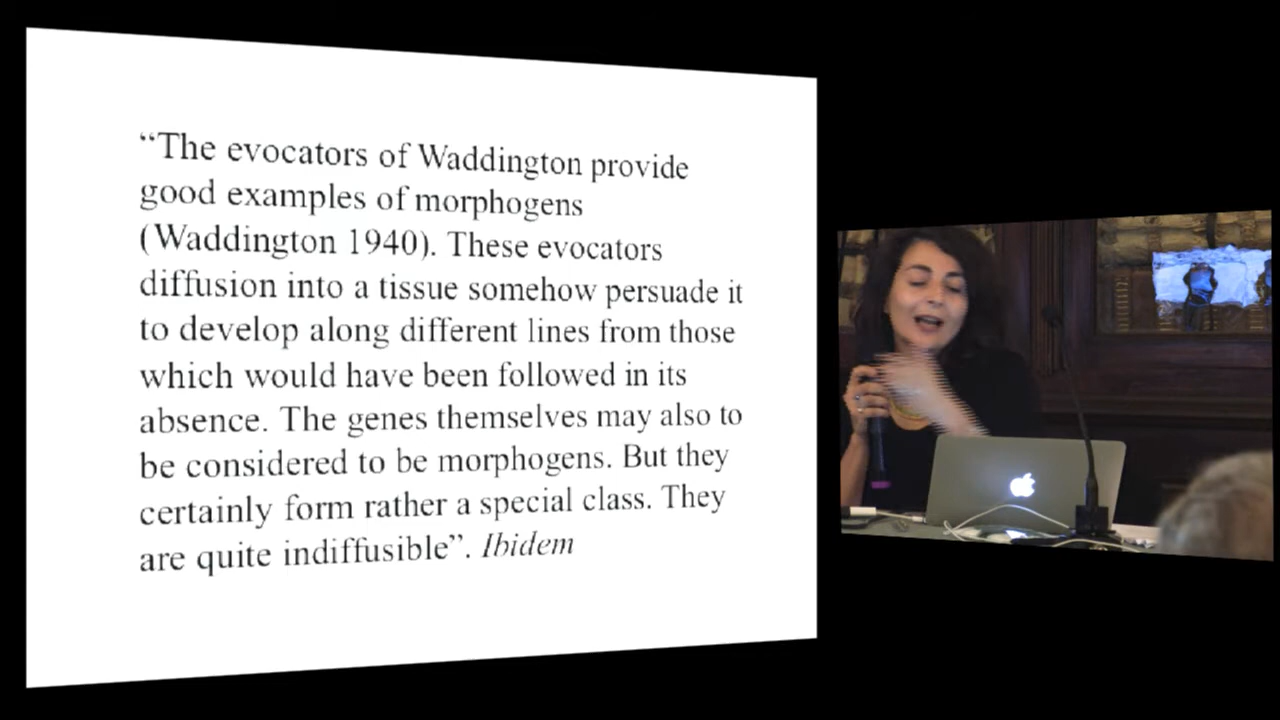 “The evocators of Waddington provide
good examples of morphogens
(Waddington 1940). These evocators
diffusion into a tissue somehow persuade it
to develop along different lines from those
which would have been followed in its
absence. The genes themselves may also to
be considered to be morphogens. But they
certainly form rather a special class. They
are quite indiffusible”. Ibidem